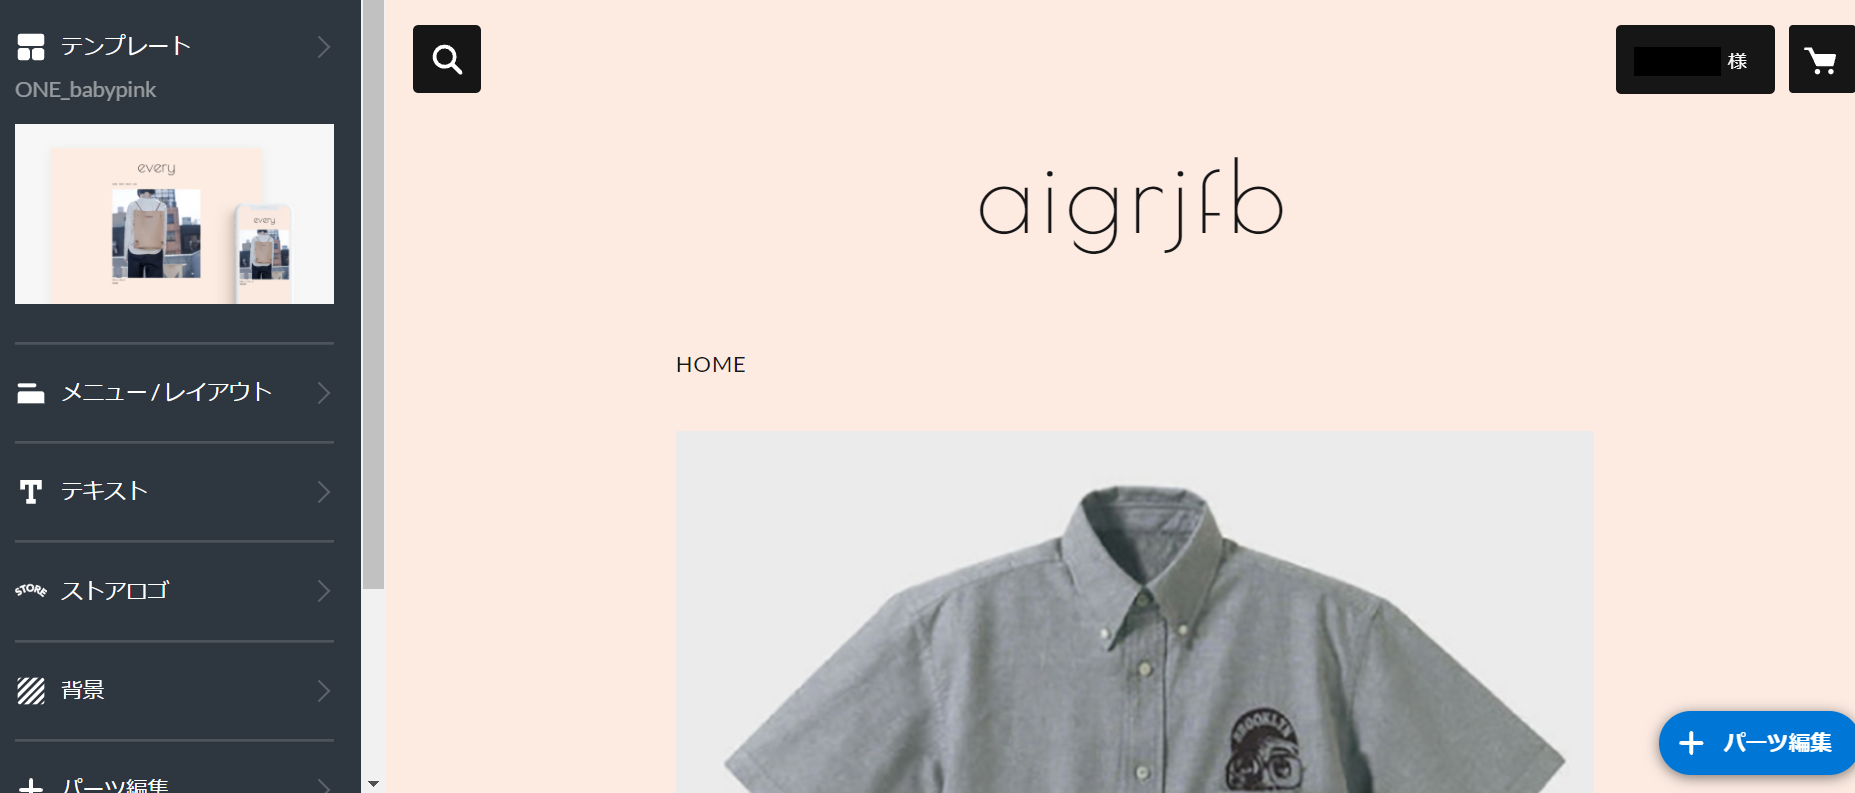 テンプレート
ONE_babypink
every
every
メニュー / レイアウト
テキスト
STORE
ストアロゴ
背景
パーツ編集
様
aigrjfb
HOME
BROOKLYN
パーツ編集